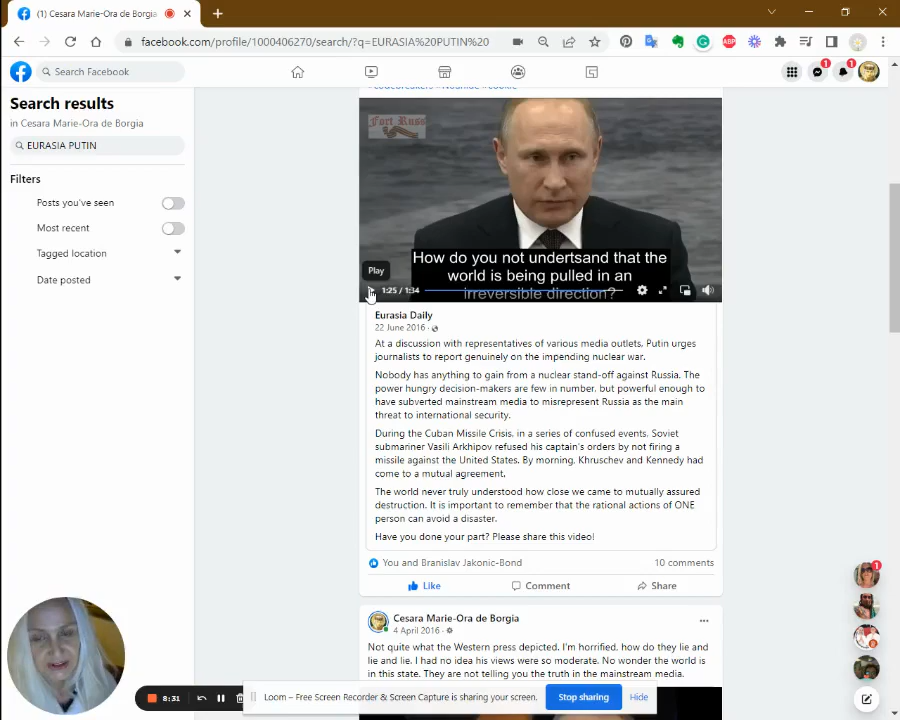 (1) Cesara Marie-Ora de Borgia
facebook.com/profile/1000406270/search/?q=EURASIA%20PUTIN%20
Search Facebook
1
1
Search results
in Cesara Marie-Ora de Borgia
EURASIA PUTIN
Filters
Posts you've seen
Most recent
Tagged location
Date posted
Fort Russ
How do you not undertsand that the
world is being pulled in an
irreversible direction?
Play
1:25 / 1:34
Eurasia Daily
22 June 2016
At a discussion with representatives of various media outlets, Putin urges
journalists to report genuinely on the impending nuclear war.
Nobody has anything to gain from a nuclear stand-off against Russia. The
power hungry decision-makers are few in number, but powerful enough to
have subverted mainstream media to misrepresent Russia as the main
threat to international security.
During the Cuban Missile Crisis, in a series of confused events, Soviet
submariner Vasili Arkhipov refused his captain's orders by not firing a
missile against the United States. By morning, Khruschev and Kennedy had
come to a mutual agreement.
The world never truly understood how close we came to mutually assured
destruction. It is important to remember that the rational actions of ONE
person can avoid a disaster.
Have you done your part? Please share this video!
You and Branislav Jakonic-Bond
10 comments
Like
Comment
Share
Cesara Marie-Ora de Borgia
4 April 2016
Not quite what the Western press depicted. I'm horrified. how do they lie and
lie and lie. I had no idea his views were so moderate. No wonder the world is
in this state. They are not telling you the truth in the mainstream media.
1
8:31
Loom – Free Screen Recorder & Screen Capture is sharing your screen.
Stop sharing
Hide